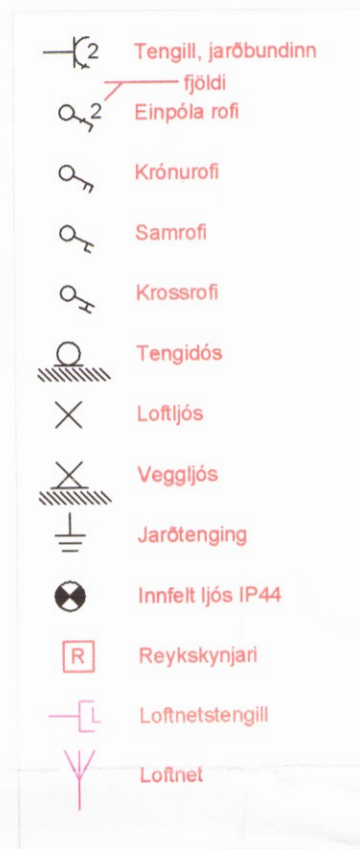 2 Tengill, jarðbundinn
fjöldi
2 Einpóla rofi
Krónurofi
Samrofi
Krossrofi
Tengidós
Loftljós
Veggljós
Jarðtenging
Innfelt ljós IP44
R Reykskynjari
L Loftnetstengill
Loftnet